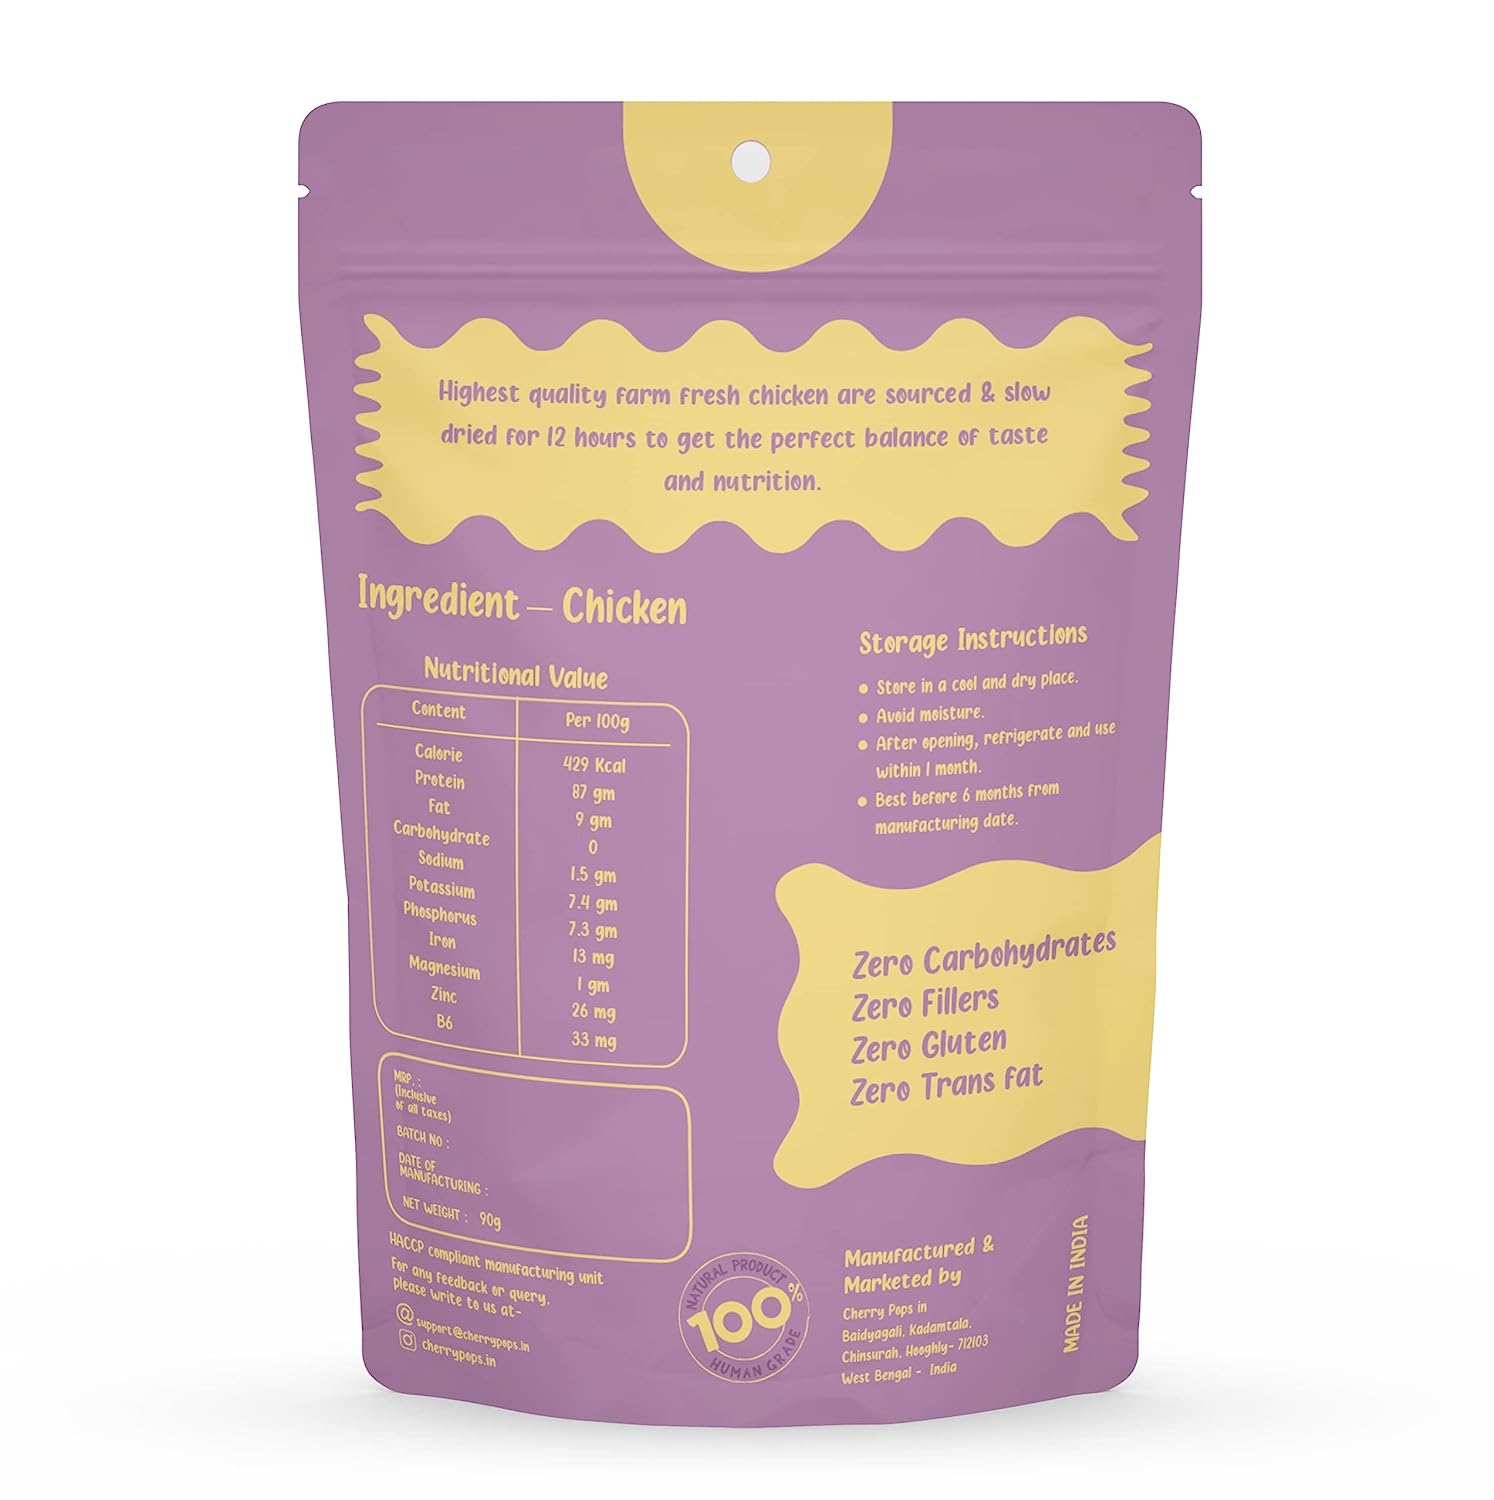 Highest quality farm fresh chicken are sourced & slow
dried for 12 hours to get the perfect balance of taste
and nutrition.
Ingredient — Chicken
Nutritional Value
Content Per 100g
Calorie 429 Kcal
Protein 87 gm
Fat 9 gm
Carbohydrate 0
Sodium 1.5 gm
Potassium 7.4 gm
Phosphorus 7.3 gm
Iron 13 mg
Magnesium 1 gm
Zinc 26 mg
B6 33 mg
Storage Instructions
• Store in a cool and dry place.
• Avoid moisture.
• After opening, refrigerate and use
within 1 month.
• Best before 6 months from
manufacturing date.
Zero Carbohydrates
Zero Fillers
Zero Gluten
Zero Trans fat
MRP. :
(Inclusive
of all taxes)
BATCH NO :
DATE OF
MANUFACTURING :
NET WEIGHT : 90g
HACCP compliant manufacturing unit
For any feedback or query,
please write to us at-
@ support@cherrypops.in
cherrypops.in
NATURAL PRODUCT
100%
HUMAN GRADE
Manufactured &
Marketed by
Cherry Pops in
Baidyagali, Kadamtala,
Chinsurah, Hooghly- 712103
West Bengal - India
MADE IN INDIA